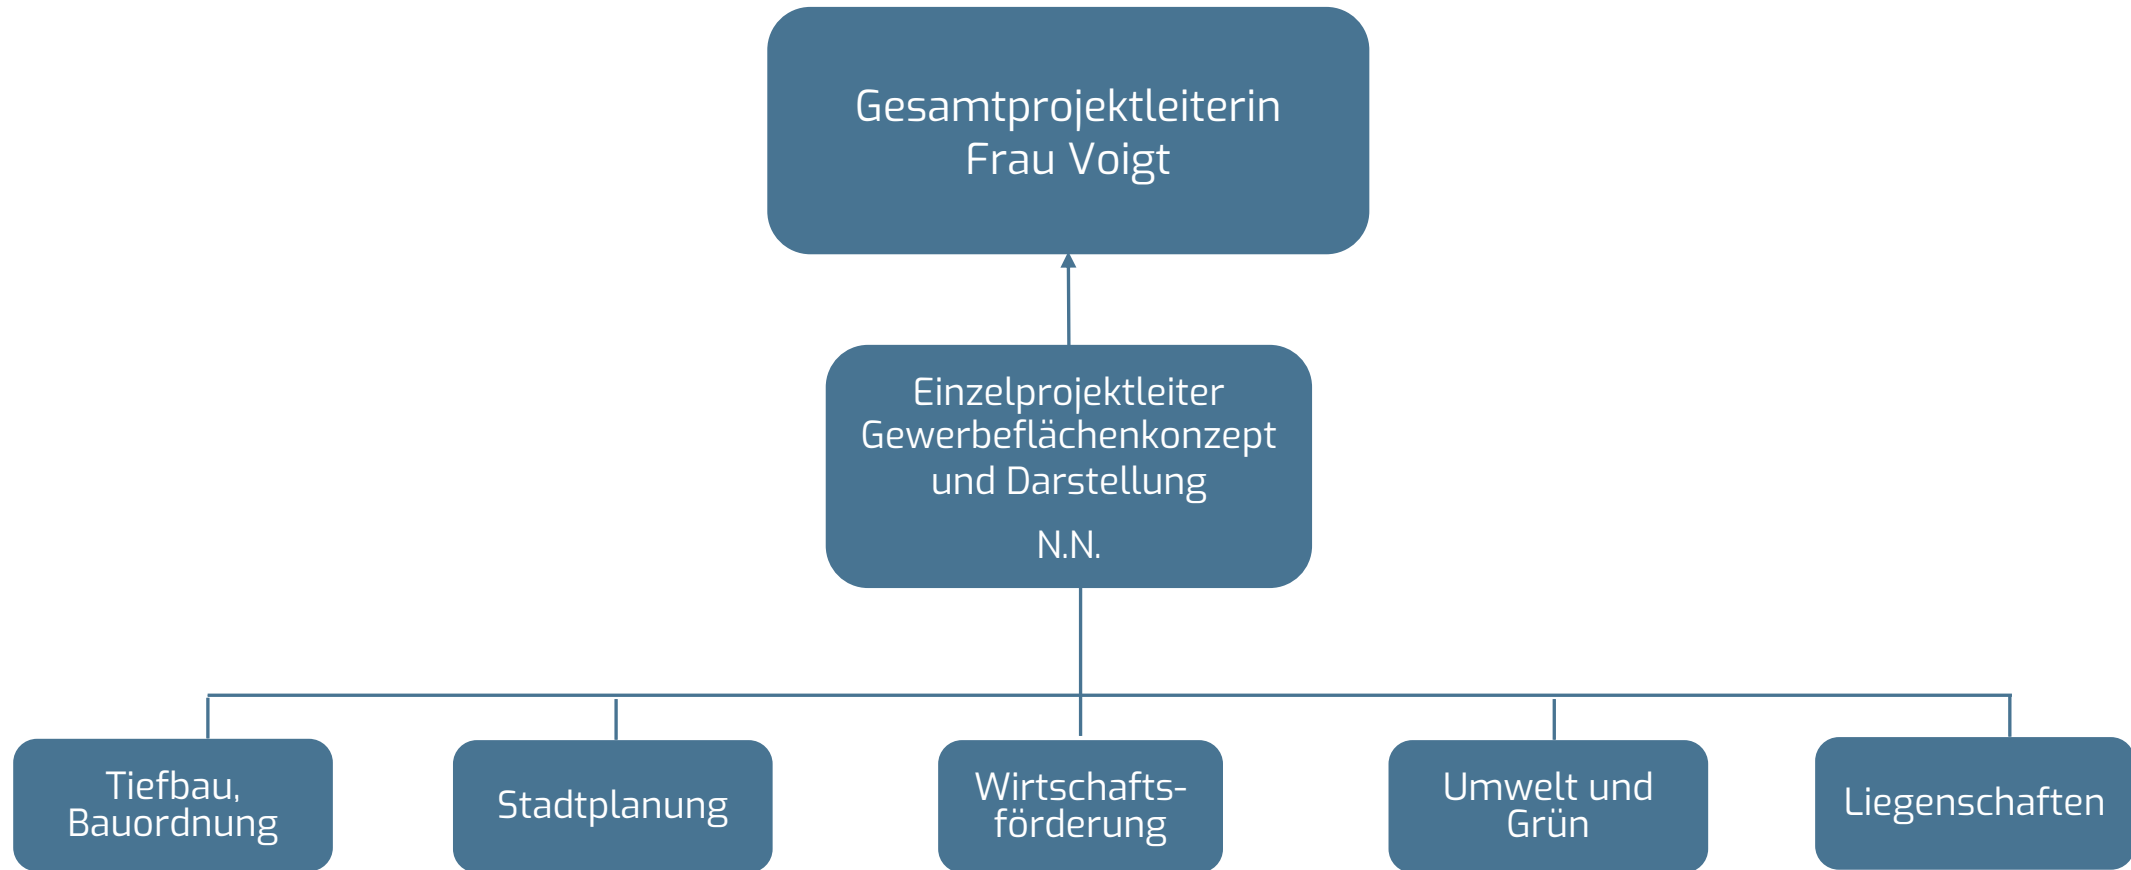 Gesamtprojektleiterin
Frau Voigt
Einzelprojektleiter
Gewerbeflächenkonzept
und Darstellung
N.N.
Tiefbau,
Bauordnung
Stadtplanung
Wirtschafts-
förderung
Umwelt und
Grün
Liegenschaften